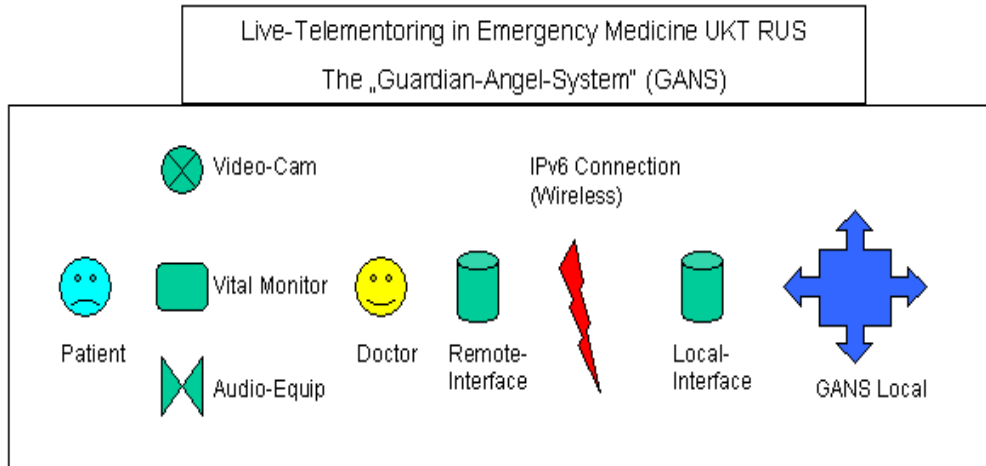 Live-Telementoring in Emergency Medicine UKT RUS
The „Guardian-Angel-System" (GANS)
Video-Cam
IPv6 Connection
(Wireless)
Vital Monitor
Patient
Doctor
Remote-
Interface
Local-
Interface
Audio-Equip
GANS Local